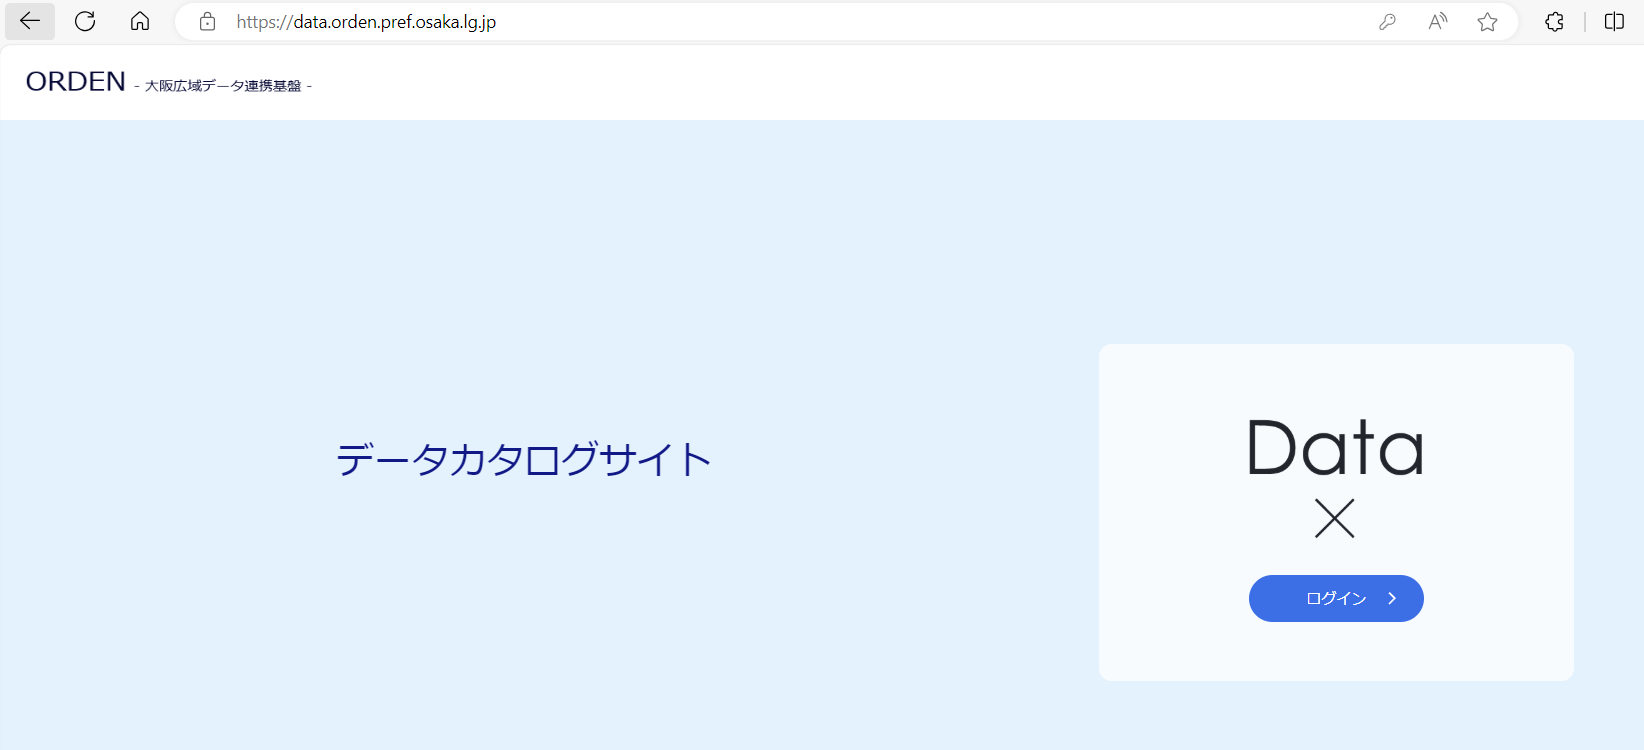 https://data.orden.pref.osaka.lg.jp
ORDEN - 大阪広域データ連携基盤 -
データカタログサイト
Data
×
ログイン